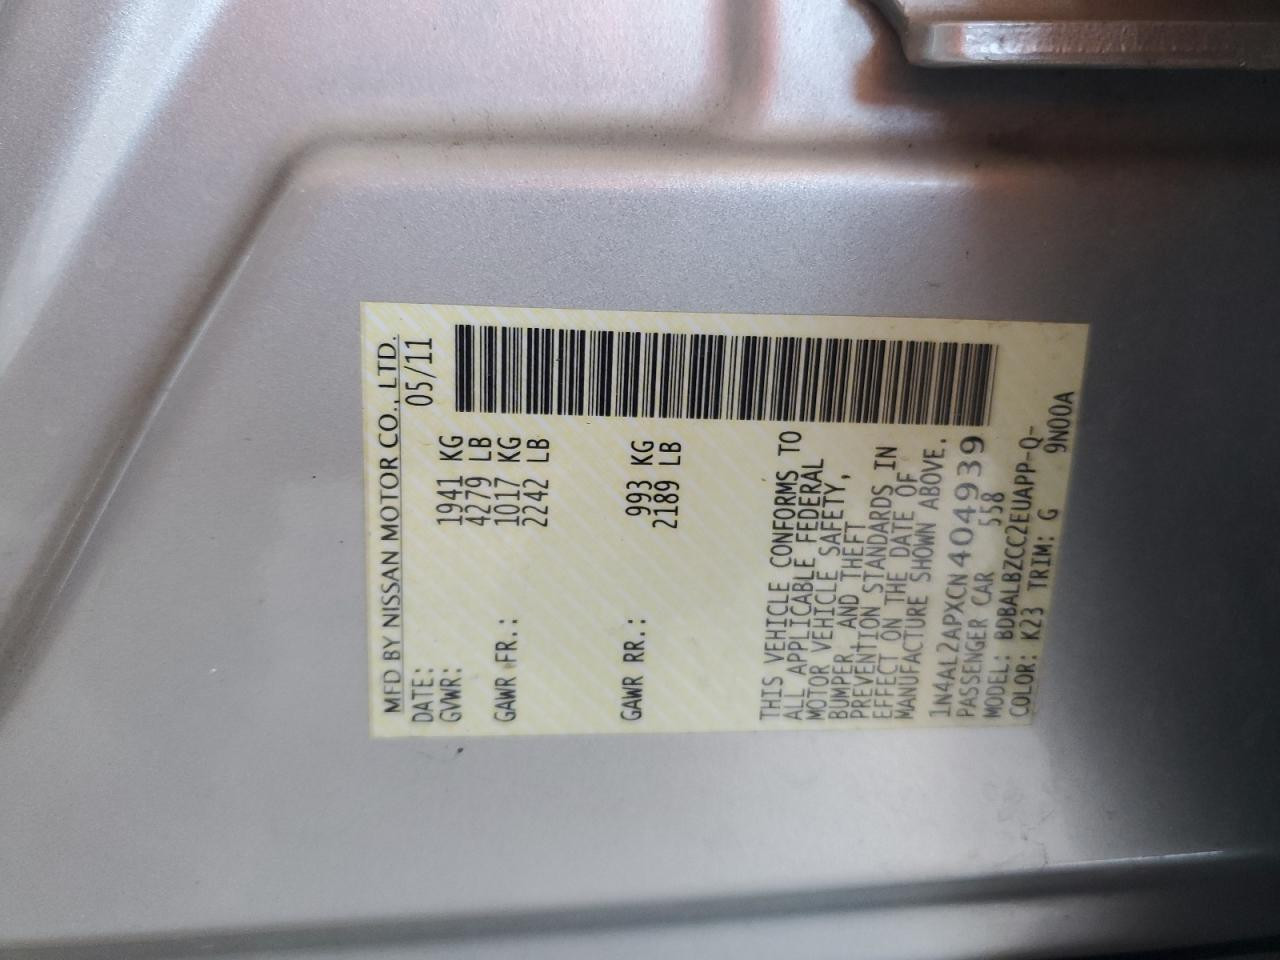 MFD BY NISSAN MOTOR CO., LTD.
DATE: 05/11
GVWR: 1941 KG
4279 LB
GAWR FR.: 1017 KG
2242 LB
GAWR RR.: 993 KG
2189 LB
THIS VEHICLE CONFORMS TO
ALL APPLICABLE FEDERAL
MOTOR VEHICLE SAFETY,
BUMPER, AND THEFT
PREVENTION STANDARDS IN
EFFECT ON THE DATE OF
MANUFACTURE SHOWN ABOVE.
1N4AL2APXCN404939
PASSENGER CAR 558
MODEL: BDBALBZCC2EUAPP-Q-
COLOR: K23 TRIM: G 9N00A